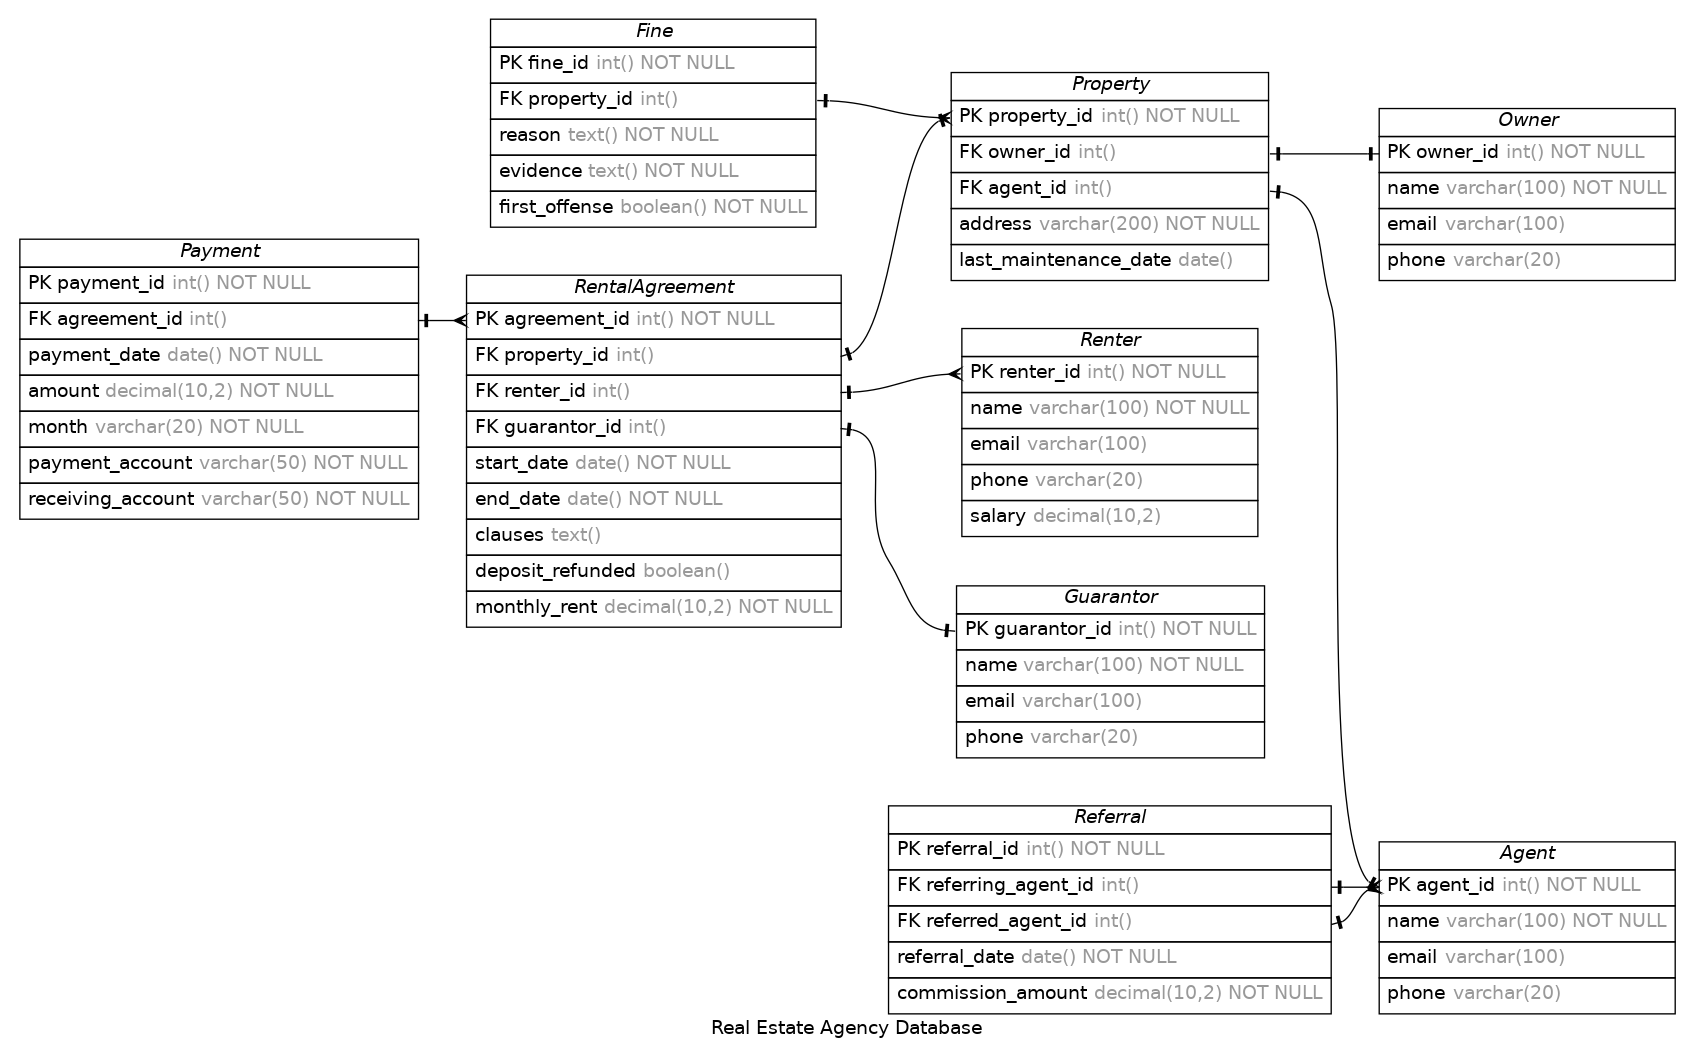 Fine
PK fine_id int() NOT NULL
FK property_id int()
reason text() NOT NULL
evidence text() NOT NULL
first_offense boolean() NOT NULL
Property
PK property_id int() NOT NULL
FK owner_id int()
FK agent_id int()
address varchar(200) NOT NULL
last_maintenance_date date()
Owner
PK owner_id int() NOT NULL
name varchar(100) NOT NULL
email varchar(100)
phone varchar(20)
Payment
PK payment_id int() NOT NULL
FK agreement_id int()
payment_date date() NOT NULL
amount decimal(10,2) NOT NULL
month varchar(20) NOT NULL
payment_account varchar(50) NOT NULL
receiving_account varchar(50) NOT NULL
RentalAgreement
PK agreement_id int() NOT NULL
FK property_id int()
FK renter_id int()
FK guarantor_id int()
start_date date() NOT NULL
end_date date() NOT NULL
clauses text()
deposit_refunded boolean()
monthly_rent decimal(10,2) NOT NULL
Renter
PK renter_id int() NOT NULL
name varchar(100) NOT NULL
email varchar(100)
phone varchar(20)
salary decimal(10,2)
Guarantor
PK guarantor_id int() NOT NULL
name varchar(100) NOT NULL
email varchar(100)
phone varchar(20)
Referral
PK referral_id int() NOT NULL
FK referring_agent_id int()
FK referred_agent_id int()
referral_date date() NOT NULL
commission_amount decimal(10,2) NOT NULL
Agent
PK agent_id int() NOT NULL
name varchar(100) NOT NULL
email varchar(100)
phone varchar(20)
Real Estate Agency Database